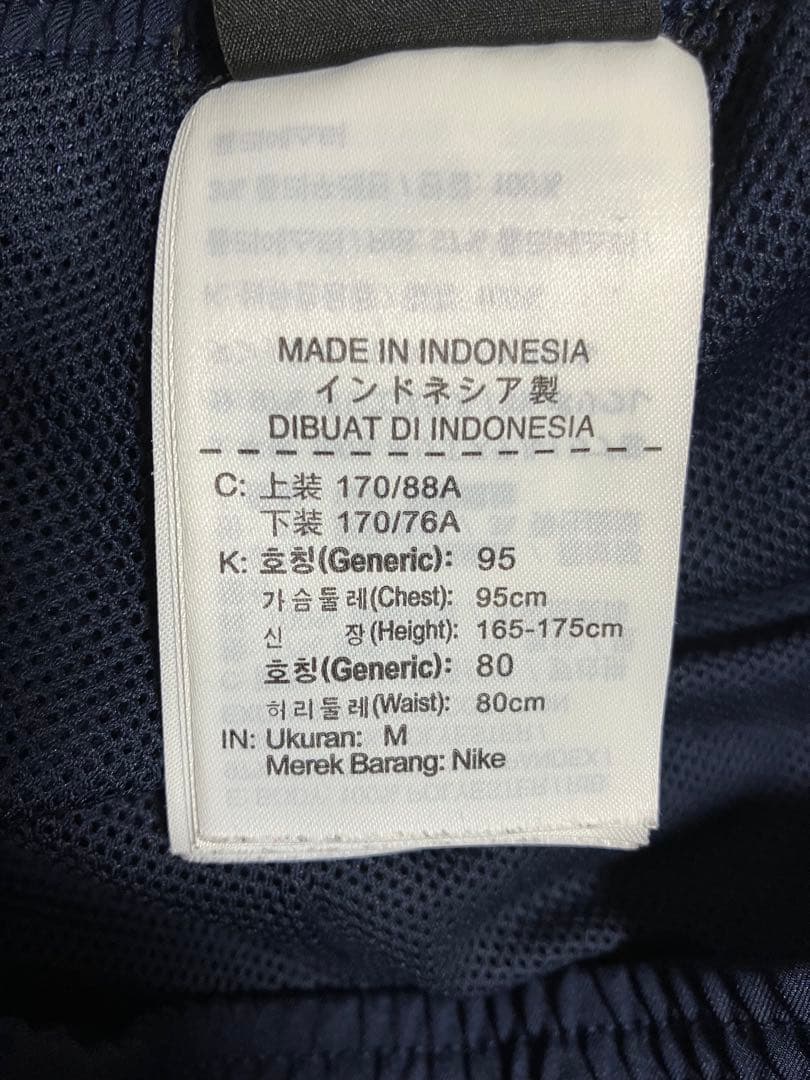 MADE IN INDONESIA
インドネシア製
DIBUAT DI INDONESIA
C: 上装 170/88A
下装 170/76A
K: 호칭(Generic): 95
가슴둘레(Chest): 95cm
신 장(Height): 165-175cm
호칭(Generic): 80
허리둘레(Waist): 80cm
IN: Ukuran: M
Merek Barang: Nike